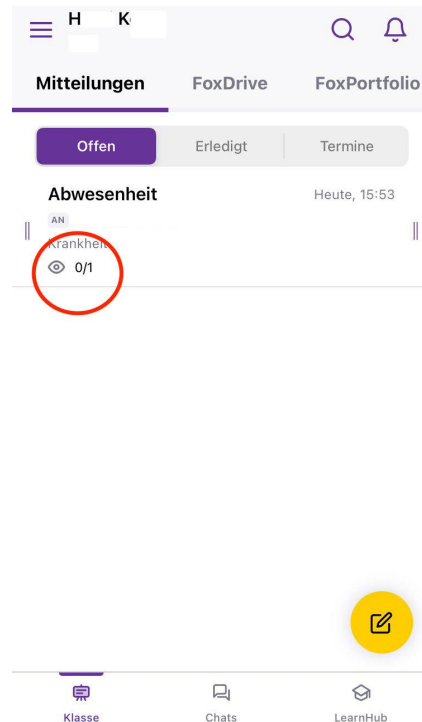 H K
Mitteilungen FoxDrive FoxPortfolio
Offen Erledigt Termine
Abwesenheit Heute, 15:53
AN
Krankheit
0/1
Klasse Chats LearnHub